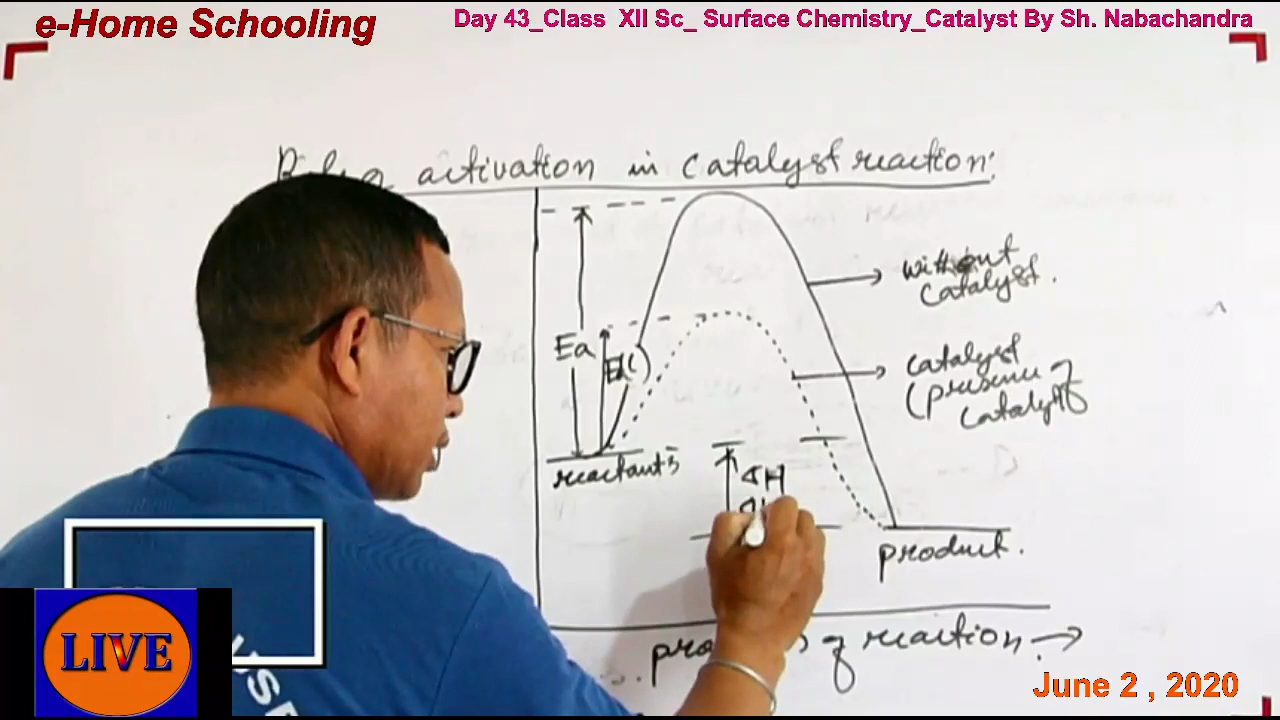 e-Home Schooling
Day 43_Class XII Sc_ Surface Chemistry_Catalyst By Sh. Nabachandra
activation in catalyst reaction:
without
catalyst.
Ea
catalyst
(presence of
catalyst
reactants
ΔH
product.
of reaction. →
LIVE
June 2 , 2020